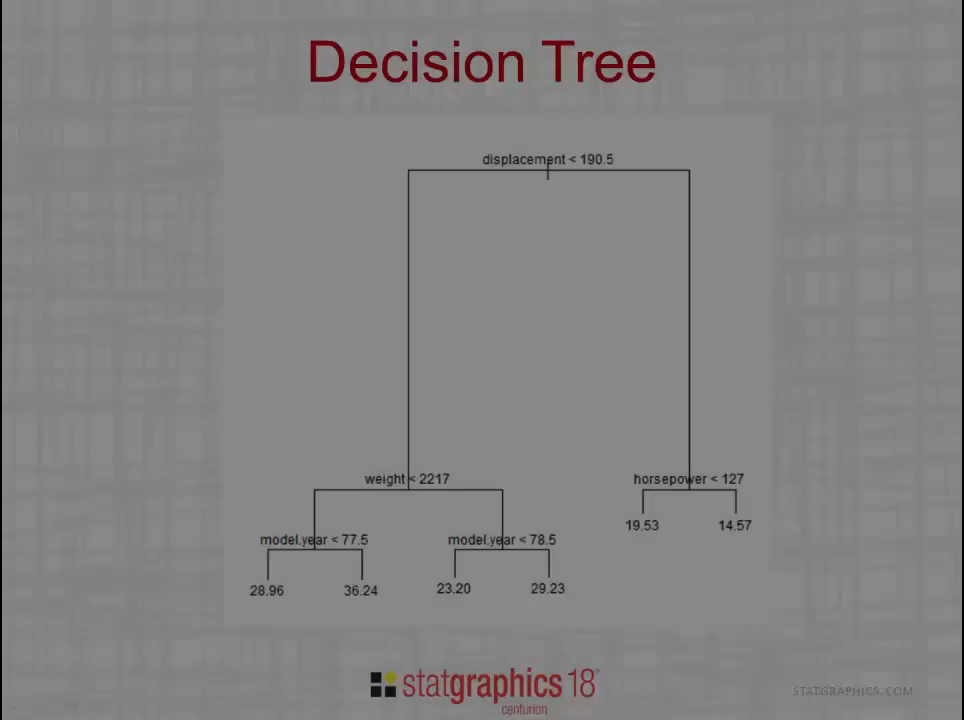 Decision Tree
displacement < 190.5
weight < 2217
horsepower < 127
19.53 14.57
model.year < 77.5 model.year < 78.5
28.96 36.24 23.20 29.23
statgraphics 18®
centurion
STATGRAPHICS.COM